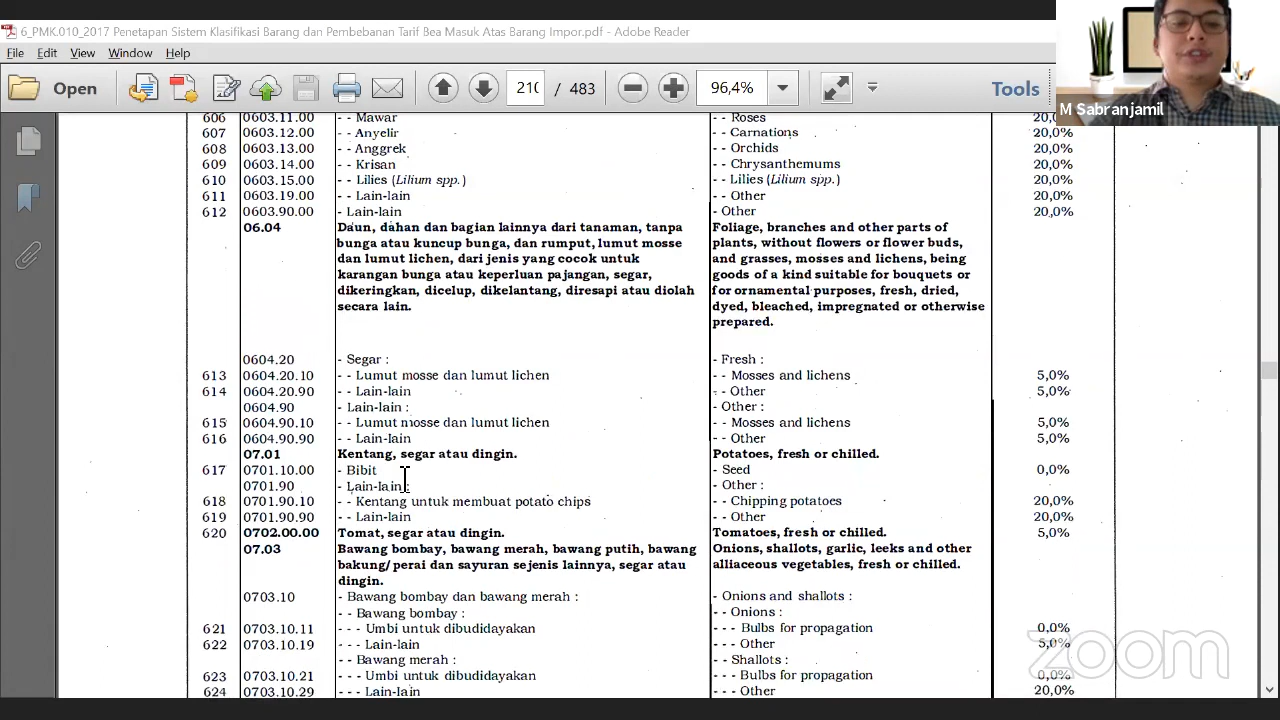 6_PMK.010_2017 Penetapan Sistem Klasifikasi Barang dan Pembebanan Tarif Bea Masuk Atas Barang Impor.pdf - Adobe Reader
File Edit View Window Help
Open 210 / 483 96,4% Tools
M Sabranjamil
606 0603.11.00 - - Mawar - - Roses 20,0%
607 0603.12.00 - - Anyelir - - Carnations 20,0%
608 0603.13.00 - - Anggrek - - Orchids 20,0%
609 0603.14.00 - - Krisan - - Chrysanthemums 20,0%
610 0603.15.00 - - Lilies (Lilium spp.) - - Lilies (Lilium spp.) 20,0%
611 0603.19.00 - - Lain-lain - - Other 20,0%
612 0603.90.00 - Lain-lain - Other 20,0%
06.04 Daun, dahan dan bagian lainnya dari tanaman, tanpa Foliage, branches and other parts of
bunga atau kuncup bunga, dan rumput, lumut mosse plants, without flowers or flower buds,
dan lumut lichen, dari jenis yang cocok untuk and grasses, mosses and lichens, being
karangan bunga atau keperluan pajangan, segar, goods of a kind suitable for bouquets or
dikeringkan, dicelup, dikelantang, diresapi atau diolah for ornamental purposes, fresh, dried,
secara lain. dyed, bleached, impregnated or otherwise
prepared.
0604.20 - Segar : - Fresh :
613 0604.20.10 - - Lumut mosse dan lumut lichen - - Mosses and lichens 5,0%
614 0604.20.90 - - Lain-lain - - Other 5,0%
0604.90 - Lain-lain : - Other :
615 0604.90.10 - - Lumut mosse dan lumut lichen - - Mosses and lichens 5,0%
616 0604.90.90 - - Lain-lain - - Other 5,0%
07.01 Kentang, segar atau dingin. Potatoes, fresh or chilled.
617 0701.10.00 - Bibit - Seed 0,0%
0701.90 - Lain-lain : - Other :
618 0701.90.10 - - Kentang untuk membuat potato chips - - Chipping potatoes 20,0%
619 0701.90.90 - - Lain-lain - - Other 20,0%
620 0702.00.00 Tomat, segar atau dingin. Tomatoes, fresh or chilled. 5,0%
07.03 Bawang bombay, bawang merah, bawang putih, bawang Onions, shallots, garlic, leeks and other
bakung/ perai dan sayuran sejenis lainnya, segar atau alliaceous vegetables, fresh or chilled.
dingin.
0703.10 - Bawang bombay dan bawang merah : - Onions and shallots :
- - Bawang bombay : - - Onions :
621 0703.10.11 - - - Umbi untuk dibudidayakan - - - Bulbs for propagation 0,0%
622 0703.10.19 - - - Lain-lain - - - Other 5,0%
- - Bawang merah : - - Shallots :
623 0703.10.21 - - - Umbi untuk dibudidayakan - - - Bulbs for propagation 0,0%
624 0703.10.29 - - - Lain-lain - - - Other 20,0%
zoom